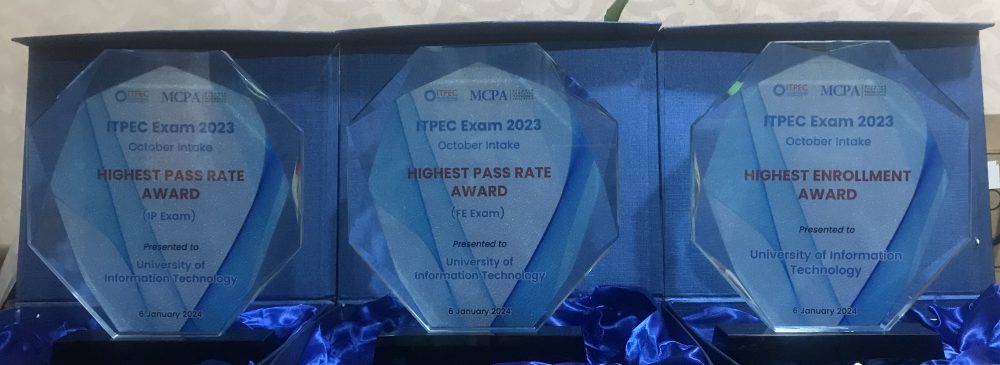 ITPEC MCPA
ITPEC Exam 2023
October Intake
HIGHEST PASS RATE
AWARD
(IP Exam)
Presented to
University of
Information Technology
6 January 2024
ITPEC MCPA
ITPEC Exam 2023
October Intake
HIGHEST PASS RATE
AWARD
(FE Exam)
Presented to
University of
Information Technology
6 January 2024
ITPEC MCPA
ITPEC Exam 2023
October Intake
HIGHEST ENROLLMENT
AWARD
Presented to
University of Information
Technology
6 January 2024